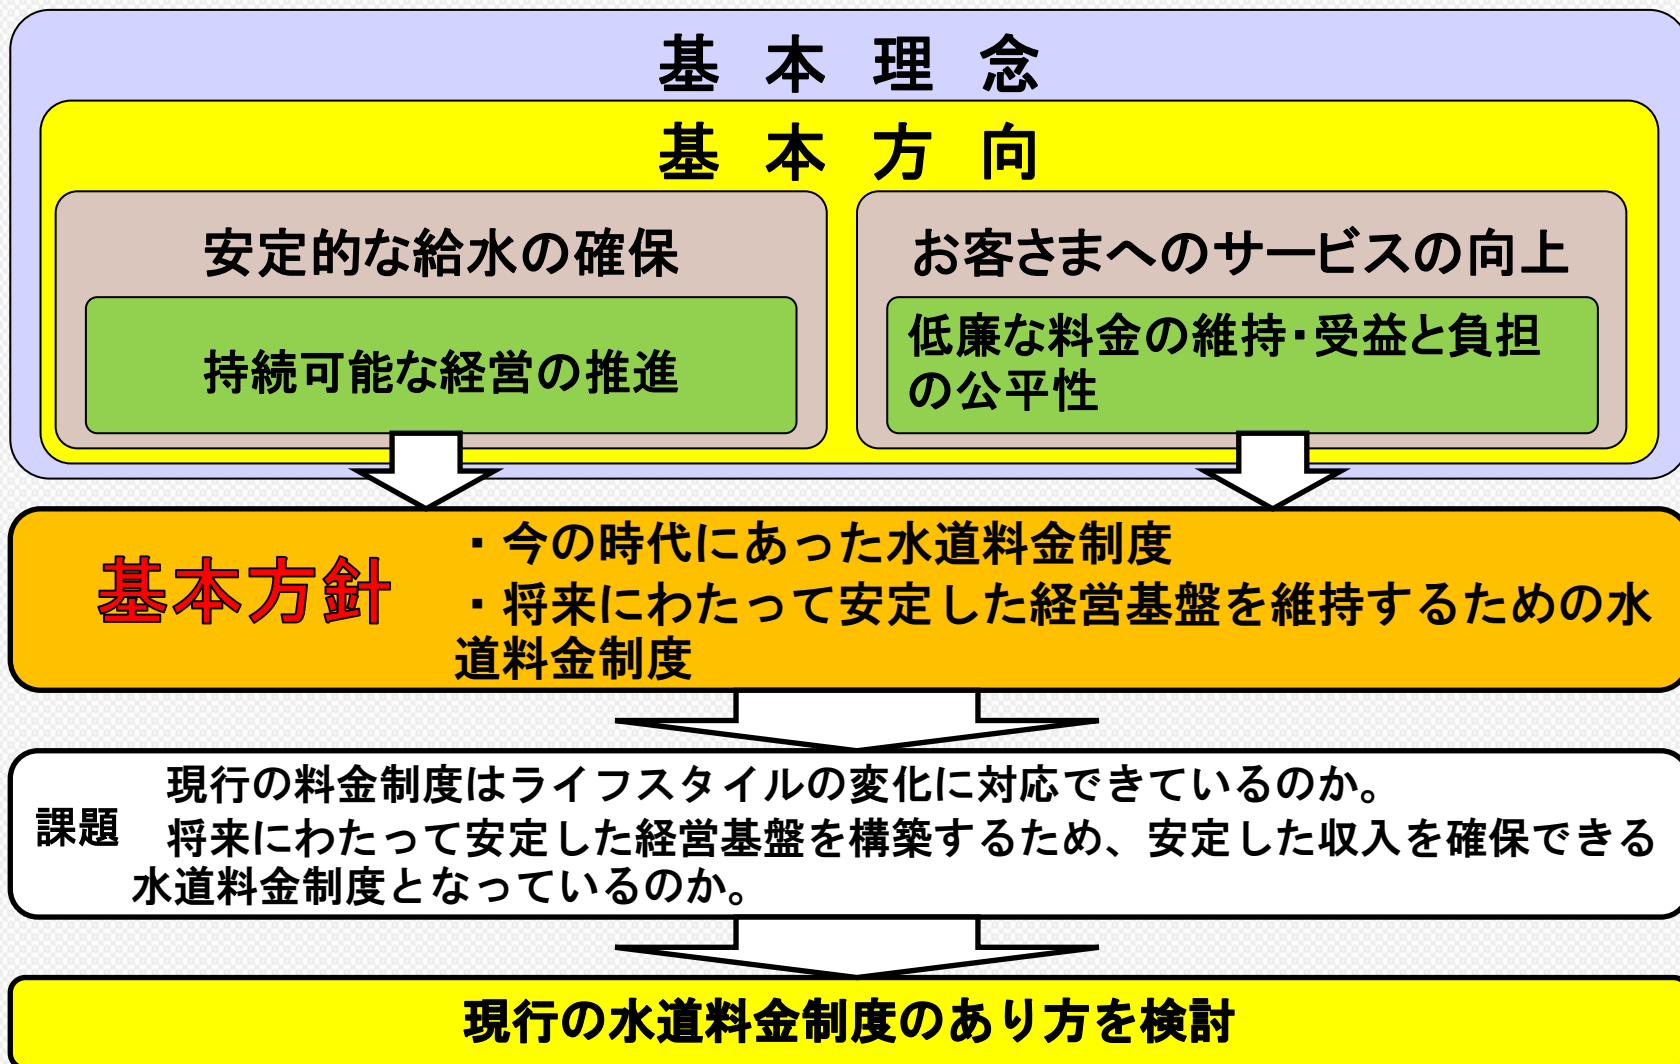 基本理念
基本方向
安定的な給水の確保
持続可能な経営の推進
お客さまへのサービスの向上
低廉な料金の維持・受益と負担
の公平性
基本方針
・今の時代にあった水道料金制度
・将来にわたって安定した経営基盤を維持するための水
道料金制度
課題
現行の料金制度はライフスタイルの変化に対応できているのか。
将来にわたって安定した経営基盤を構築するため、安定した収入を確保できる
水道料金制度となっているのか。
現行の水道料金制度のあり方を検討